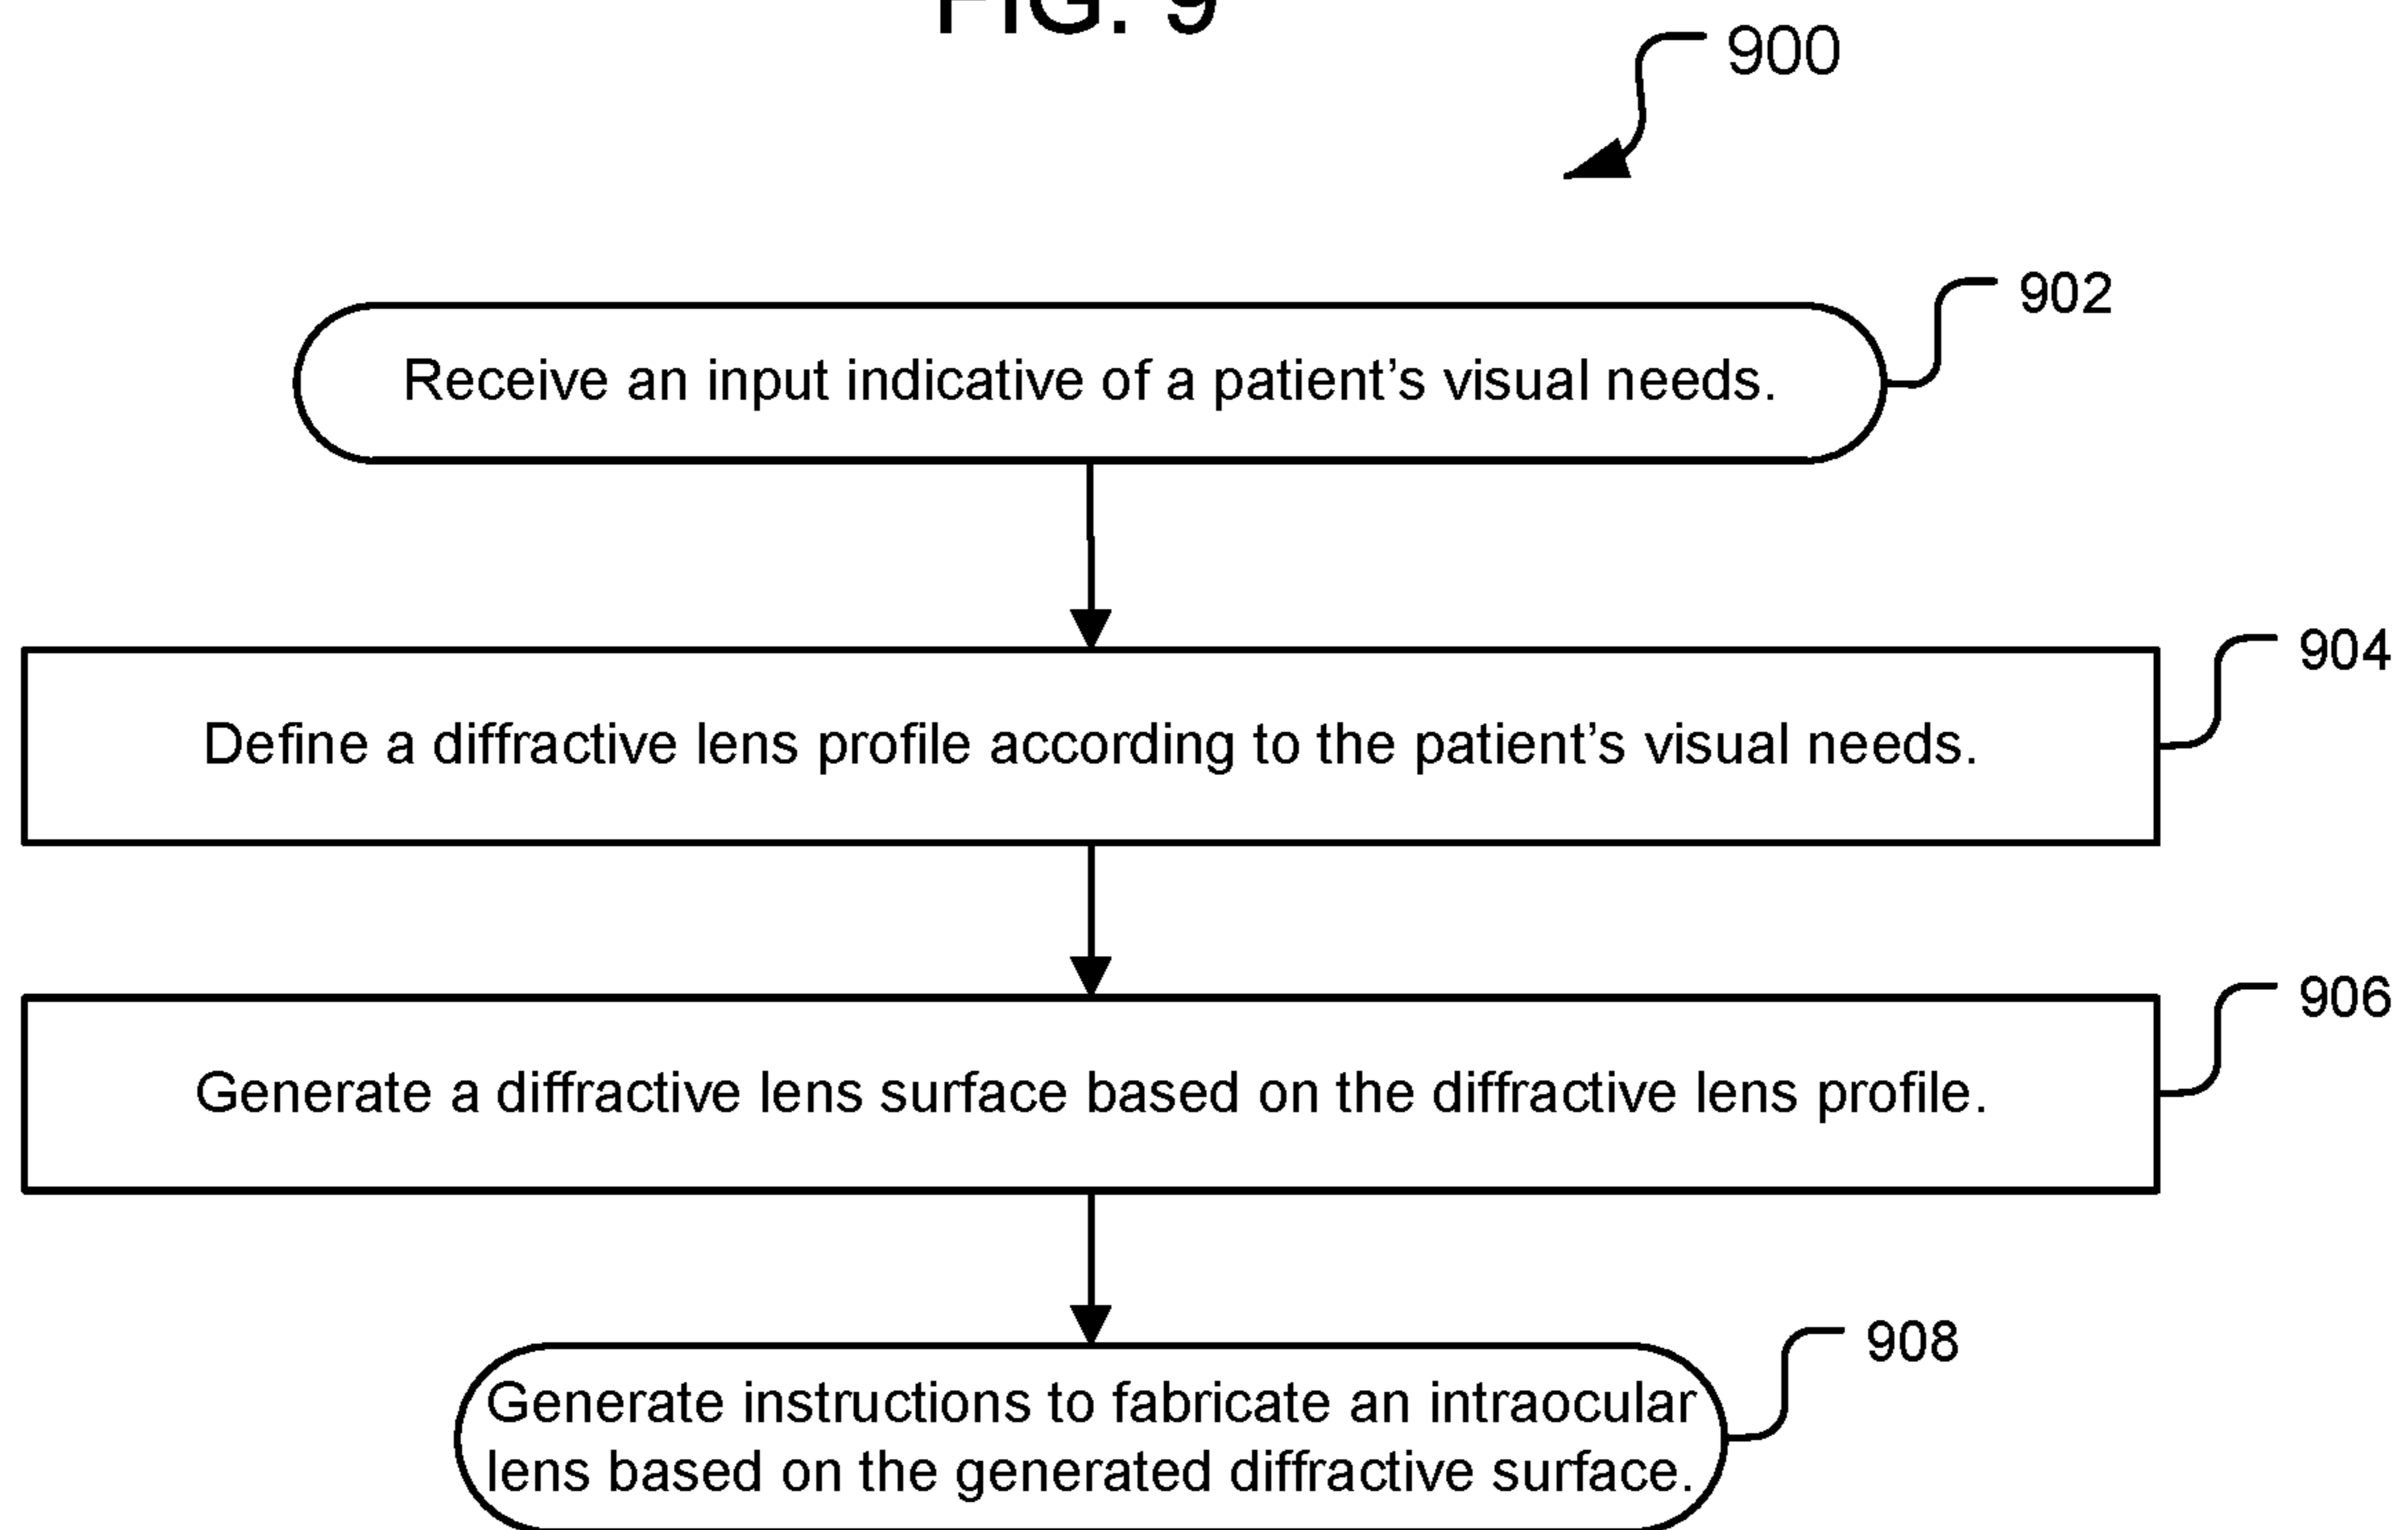 FIG. 9
900
902
Receive an input indicative of a patient’s visual needs.
904
Define a diffractive lens profile according to the patient’s visual needs.
906
Generate a diffractive lens surface based on the diffractive lens profile.
908
Generate instructions to fabricate an intraocular
lens based on the generated diffractive surface.